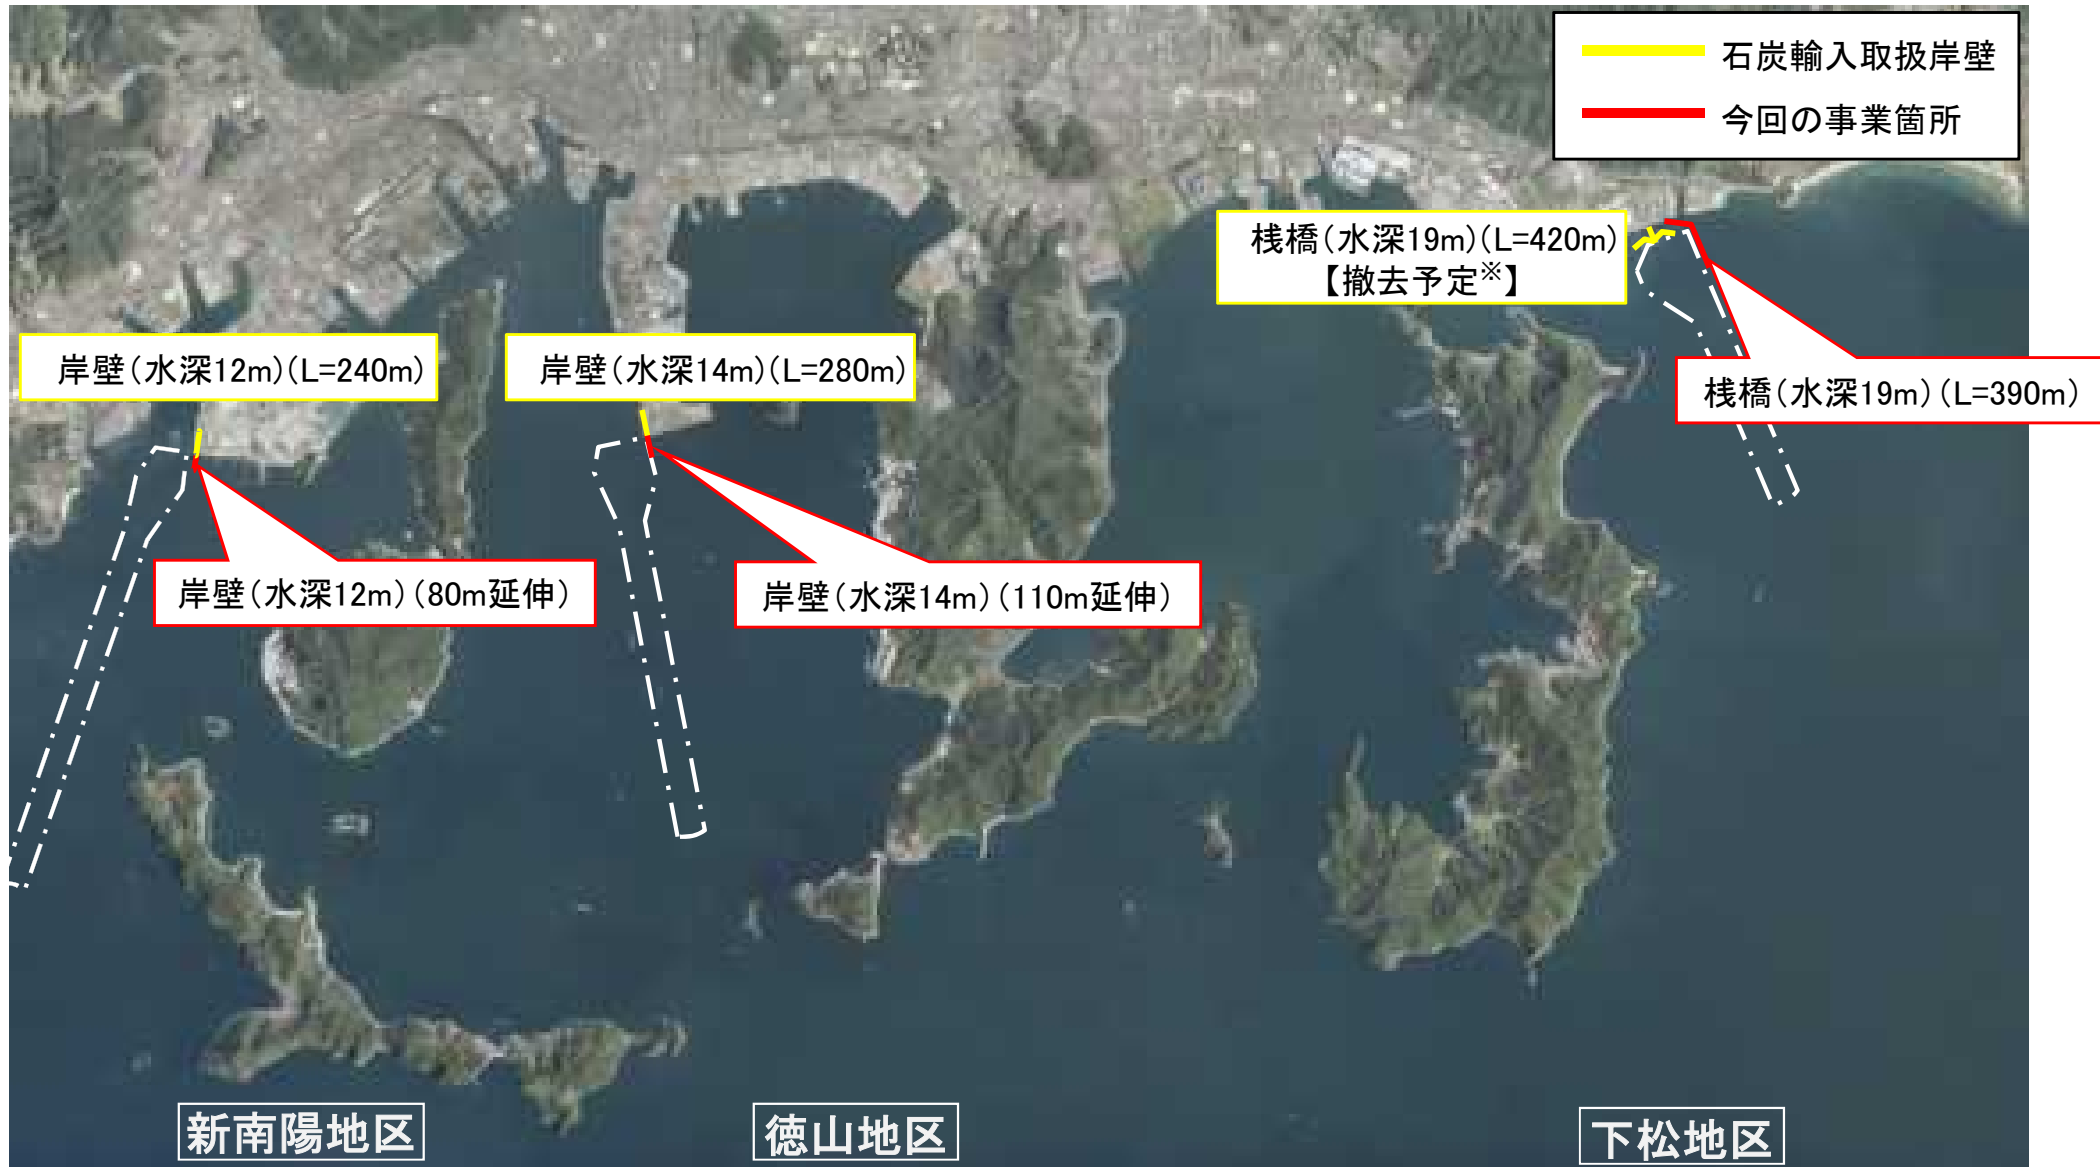 石炭輸入取扱岸壁
今回の事業箇所
桟橋(水深19m)(L=420m)
【撤去予定※】
岸壁(水深12m)(L=240m)
岸壁(水深14m)(L=280m)
桟橋(水深19m)(L=390m)
岸壁(水深12m)(80m延伸)
岸壁(水深14m)(110m延伸)
新南陽地区
徳山地区
下松地区